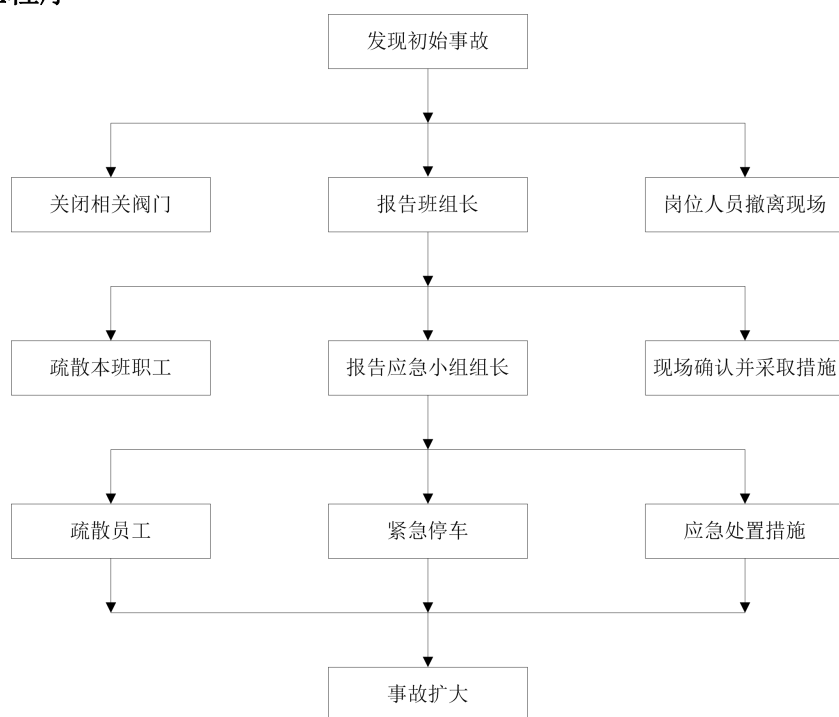 程序
发现初始事故
关闭相关阀门
报告班组长
岗位人员撤离现场
疏散本班职工
报告应急小组组长
现场确认并采取措施
疏散员工
紧急停车
应急处置措施
事故扩大